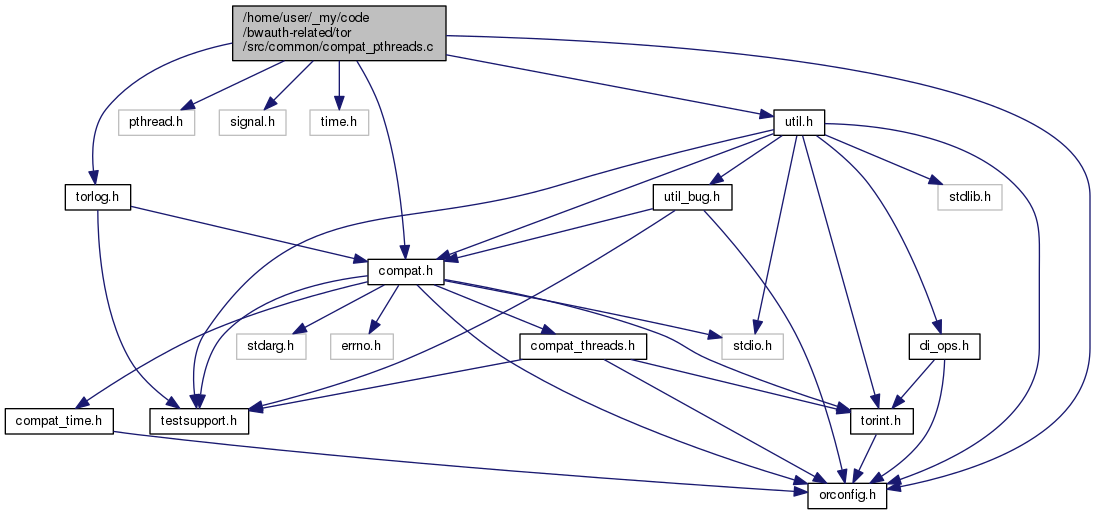 /home/user/_my/code
/bwauth-related/tor
/src/common/compat_pthreads.c
pthread.h
signal.h
time.h
util.h
torlog.h
util_bug.h
stdlib.h
compat.h
stdarg.h
errno.h
compat_threads.h
stdio.h
di_ops.h
compat_time.h
testsupport.h
torint.h
orconfig.h